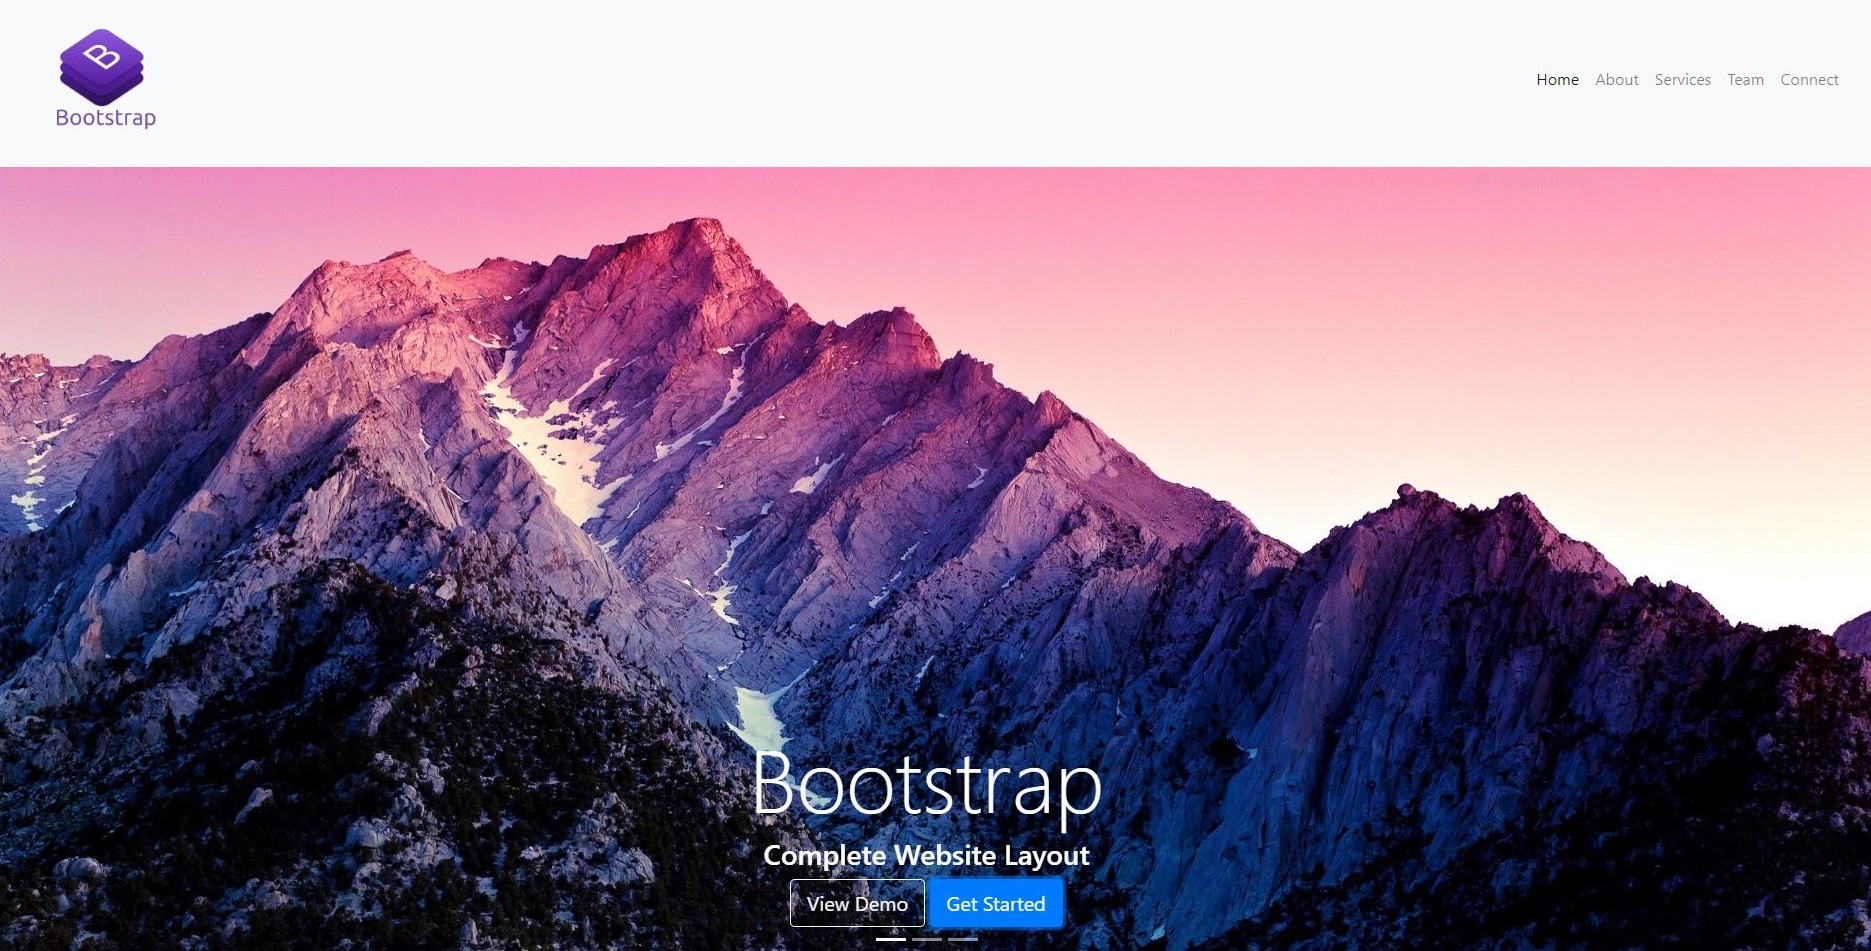 B
Bootstrap
Home About Services Team Connect
Bootstrap
Complete Website Layout
View Demo Get Started